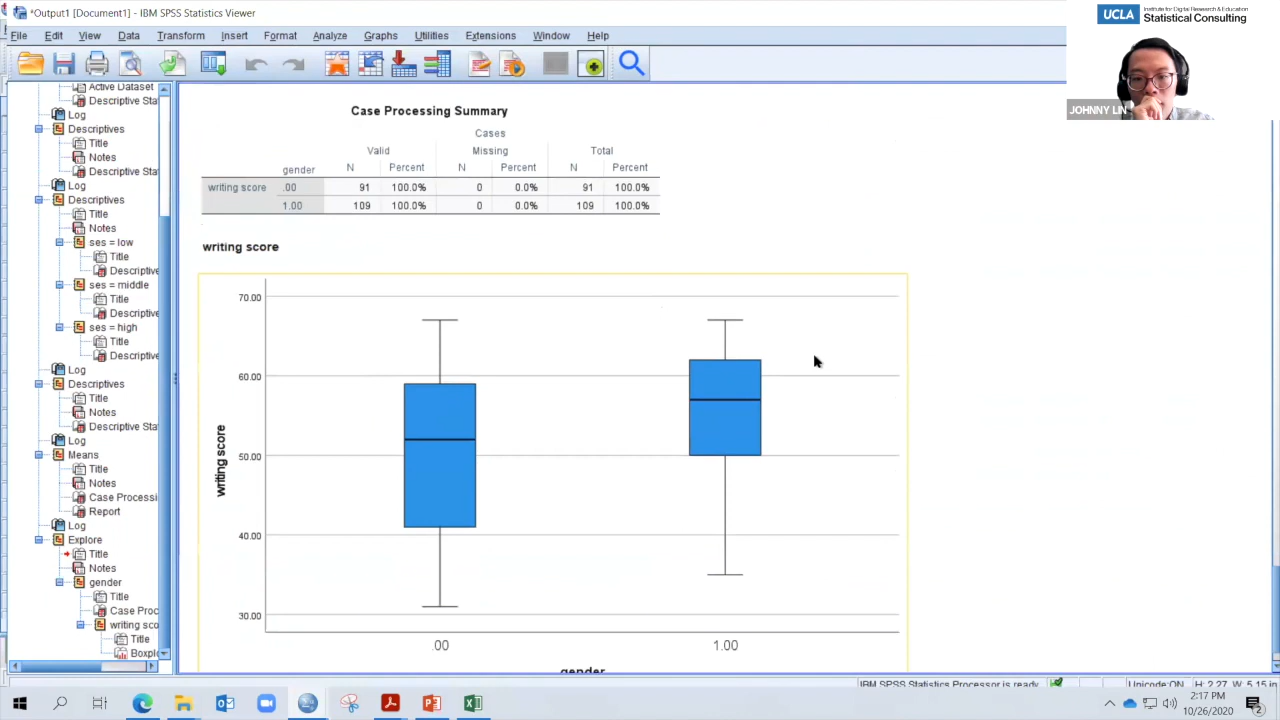 *Output1 [Document1] - IBM SPSS Statistics Viewer
File Edit View Data Transform Insert Format Analyze Graphs Utilities Extensions Window Help
UCLA Institute for Digital Research & Education
Statistical Consulting
JOHNNY LIN
Active Dataset
Descriptive Sta
Log
Descriptives
Title
Notes
Descriptive Sta
Log
Descriptives
Title
Notes
ses = low
Title
Descriptive
ses = middle
Title
Descriptive
ses = high
Title
Descriptive
Log
Descriptives
Title
Notes
Descriptive Sta
Log
Means
Title
Notes
Case Processi
Report
Log
Explore
Title
Notes
gender
Title
Case Proc
writing sco
Title
Boxplo
Case Processing Summary
Cases
Valid Missing Total
gender N Percent N Percent N Percent
writing score .00 91 100.0% 0 0.0% 91 100.0%
1.00 109 100.0% 0 0.0% 109 100.0%
writing score
70.00
60.00
50.00
40.00
30.00
writing score
.00 1.00
gender
IBM SPSS Statistics Processor is ready
Unicode:ON H: 2.27, W: 5.15 in
2:17 PM
10/26/2020
2